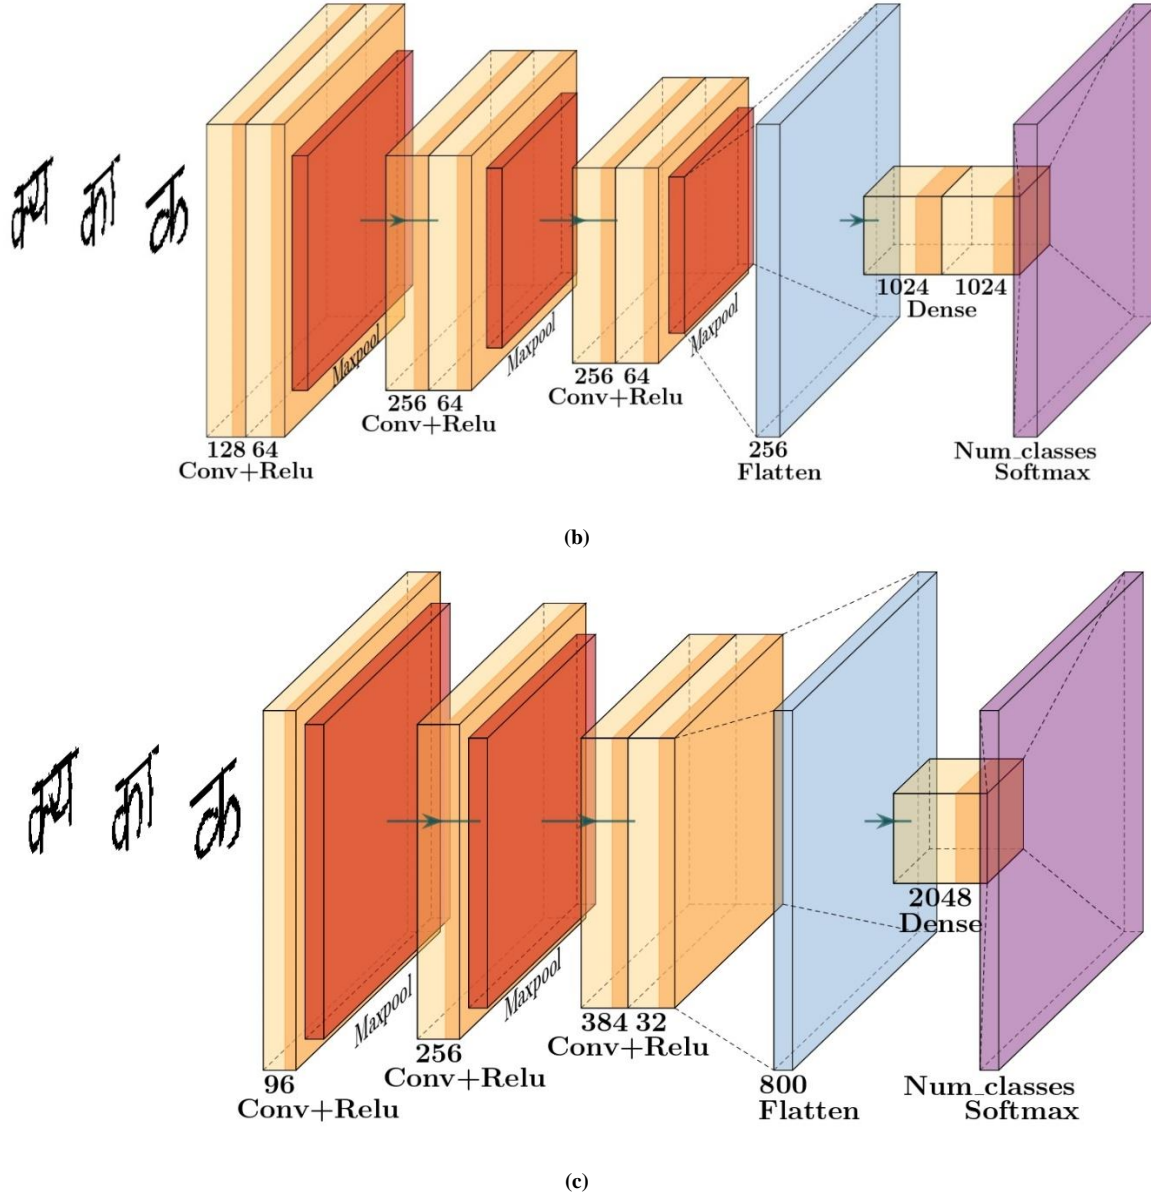 क्य का क
Maxpool
Maxpool
Maxpool
128 64
Conv+Relu
256 64
Conv+Relu
256 64
Conv+Relu
256
Flatten
1024 1024
Dense
Num_classes
Softmax
(b)
क्य का क
Maxpool
Maxpool
96
Conv+Relu
256
Conv+Relu
384 32
Conv+Relu
800
Flatten
2048
Dense
Num_classes
Softmax
(c)